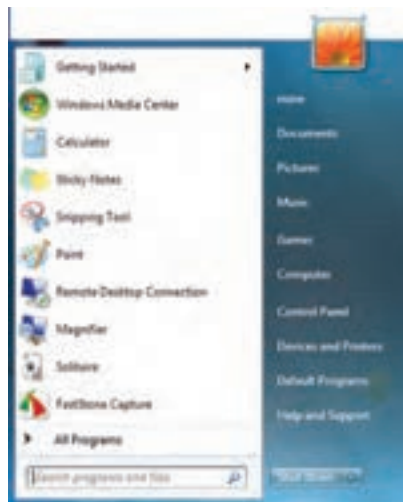 Getting Started
Windows Media Center
Calculator
Sticky Notes
Snipping Tool
Paint
Remote Desktop Connection
Magnifier
Solitaire
FastStone Capture
All Programs
Search programs and files
Documents
Pictures
Music
Games
Computer
Control Panel
Devices and Printers
Default Programs
Help and Support
Shut down